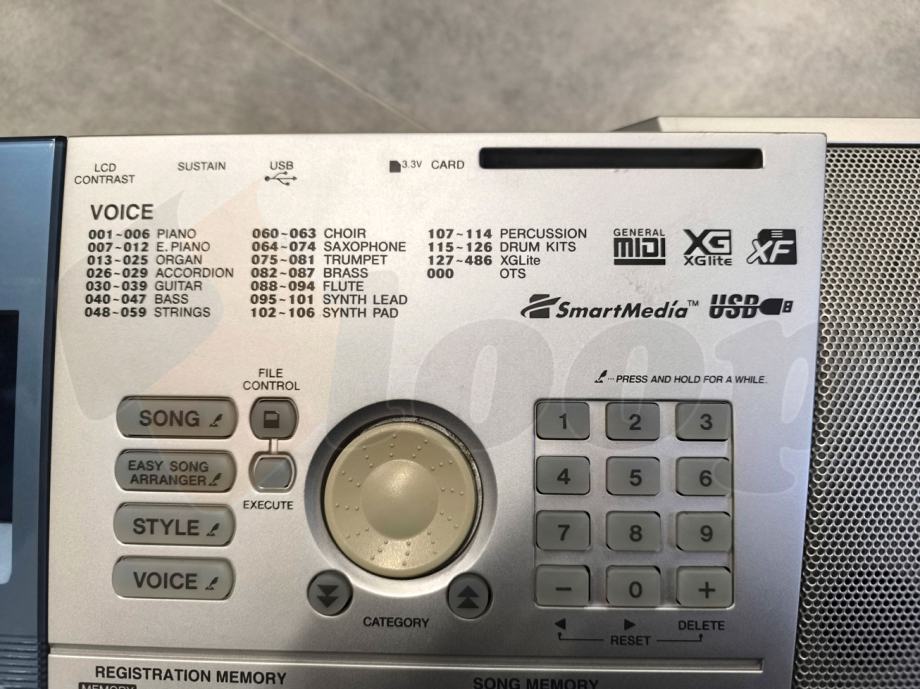 LCD CONTRAST
SUSTAIN
USB
3.3V CARD
VOICE
001~006 PIANO
007~012 E.PIANO
013~025 ORGAN
026~029 ACCORDION
030~039 GUITAR
040~047 BASS
048~059 STRINGS
060~063 CHOIR
064~074 SAXOPHONE
075~081 TRUMPET
082~087 BRASS
088~094 FLUTE
095~101 SYNTH LEAD
102~106 SYNTH PAD
107~114 PERCUSSION
115~126 DRUM KITS
127~486 XGLite
000 OTS
GENERAL
MIDI
XG
XGlite
XF
SmartMedia™
USB
loop
FILE
CONTROL
···PRESS AND HOLD FOR A WHILE.
SONG
EASY SONG
ARRANGER
STYLE
VOICE
EXECUTE
CATEGORY
1 2 3
4 5 6
7 8 9
− 0 +
DELETE
RESET
REGISTRATION MEMORY
SONG MEMORY
MEMORY